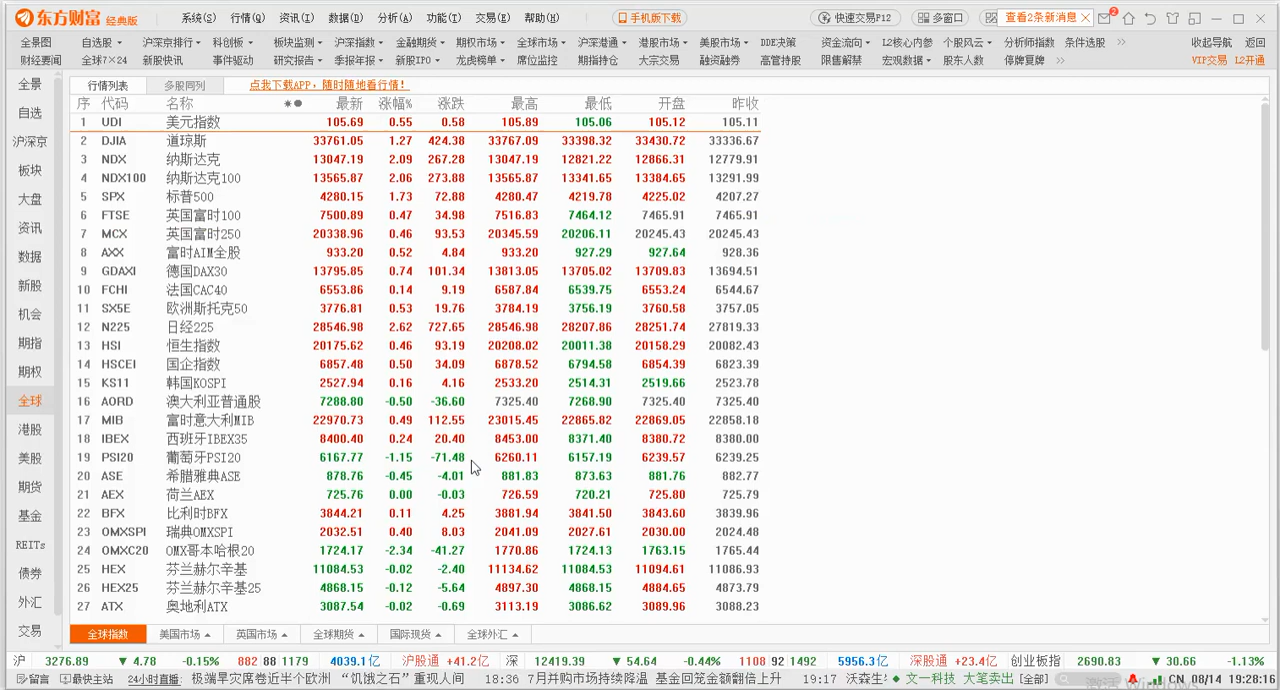 东方财富 经典版 系统(S) 行情(Q) 资讯(I) 数据(D) 分析(A) 功能(T) 交易(E) 帮助(H) 手机版下载 快速交易F12 多窗口 查看2条新消息 2
全景图 自选股 沪深京排行 科创板 板块监测 沪深指数 金融期货 期权市场 全球市场 沪深港通 港股市场 美股市场 DDE决策 资金流向 L2核心内参 个股风云 分析师指数 条件选股 收起导航 返回
财经要闻 全球7×24 新股快讯 事件驱动 研究报告 季报年报 新股IPO 龙虎榜单 席位监控 期指持仓 大宗交易 融资融券 高管持股 限售解禁 宏观数据 股东人数 停牌复牌 VIP交易 L2开通
全景
自选
沪深京
板块
大盘
资讯
数据
新股
机会
期指
期权
全球
港股
美股
期货
基金
REITs
债券
外汇
交易
行情列表 多股同列 点我下载APP，随时随地看行情！
序 代码 名称 最新 涨幅% 涨跌 最高 最低 开盘 昨收
1 UDI 美元指数 105.69 0.55 0.58 105.89 105.06 105.12 105.11
2 DJIA 道琼斯 33761.05 1.27 424.38 33767.09 33398.32 33430.72 33336.67
3 NDX 纳斯达克 13047.19 2.09 267.28 13047.19 12821.22 12866.31 12779.91
4 NDX100 纳斯达克100 13565.87 2.06 273.88 13565.87 13341.65 13384.65 13291.99
5 SPX 标普500 4280.15 1.73 72.88 4280.47 4219.78 4225.02 4207.27
6 FTSE 英国富时100 7500.89 0.47 34.98 7516.83 7464.12 7465.91 7465.91
7 MCX 英国富时250 20338.96 0.46 93.53 20345.59 20206.11 20245.43 20245.43
8 AXX 富时AIM全股 933.20 0.52 4.84 933.20 927.29 927.64 928.36
9 GDAXI 德国DAX30 13795.85 0.74 101.34 13813.05 13705.02 13709.83 13694.51
10 FCHI 法国CAC40 6553.86 0.14 9.19 6587.84 6539.75 6553.24 6544.67
11 SX5E 欧洲斯托克50 3776.81 0.53 19.76 3784.19 3756.19 3760.58 3757.05
12 N225 日经225 28546.98 2.62 727.65 28546.98 28207.86 28251.74 27819.33
13 HSI 恒生指数 20175.62 0.46 93.19 20208.02 20011.38 20158.29 20082.43
14 HSCEI 国企指数 6857.48 0.50 34.09 6878.52 6794.58 6854.39 6823.39
15 KS11 韩国KOSPI 2527.94 0.16 4.16 2533.20 2514.31 2519.66 2523.78
16 AORD 澳大利亚普通股 7288.80 -0.50 -36.60 7325.40 7268.90 7325.40 7325.40
17 MIB 富时意大利MIB 22970.73 0.49 112.55 23015.45 22865.82 22869.05 22858.18
18 IBEX 西班牙IBEX35 8400.40 0.24 20.40 8453.00 8371.40 8380.72 8380.00
19 PSI20 葡萄牙PSI20 6167.77 -1.15 -71.48 6260.11 6157.19 6239.57 6239.25
20 ASE 希腊雅典ASE 878.76 -0.45 -4.01 881.83 873.63 881.76 882.77
21 AEX 荷兰AEX 725.76 0.00 -0.03 726.59 720.21 725.80 725.79
22 BFX 比利时BFX 3844.21 0.11 4.25 3881.94 3841.50 3843.60 3839.96
23 OMXSPI 瑞典OMXSPI 2032.51 0.40 8.03 2041.09 2027.61 2030.00 2024.48
24 OMXC20 OMX哥本哈根20 1724.17 -2.34 -41.27 1770.86 1724.13 1763.15 1765.44
25 HEX 芬兰赫尔辛基 11084.53 -0.02 -2.40 11134.62 11084.53 11094.61 11086.93
26 HEX25 芬兰赫尔辛基25 4868.15 -0.12 -5.64 4897.30 4868.15 4884.65 4873.79
27 ATX 奥地利ATX 3087.54 -0.02 -0.69 3113.19 3086.62 3089.96 3088.23
全球指数 美国市场 英国市场 全球期货 国际现货 全球外汇
沪 3276.89 ▼ 4.78 -0.15% 882 88 1179 4039.1亿 沪股通 +41.2亿 深 12419.39 ▼ 54.64 -0.44% 1108 92 1492 5956.3亿 深股通 +23.4亿 创业板指 2690.83 ▼ 30.66 -1.13%
留言 最快主站 24小时直播: 极端旱灾席卷近半个欧洲 “饥饿之石”重现人间 18:36 7月并购市场持续降温 基金回笼金额翻倍上升 19:17 沃森生 ◆ 文一科技 大笔卖出 [全部] CN 08/14 19:28:16
激活 Windows